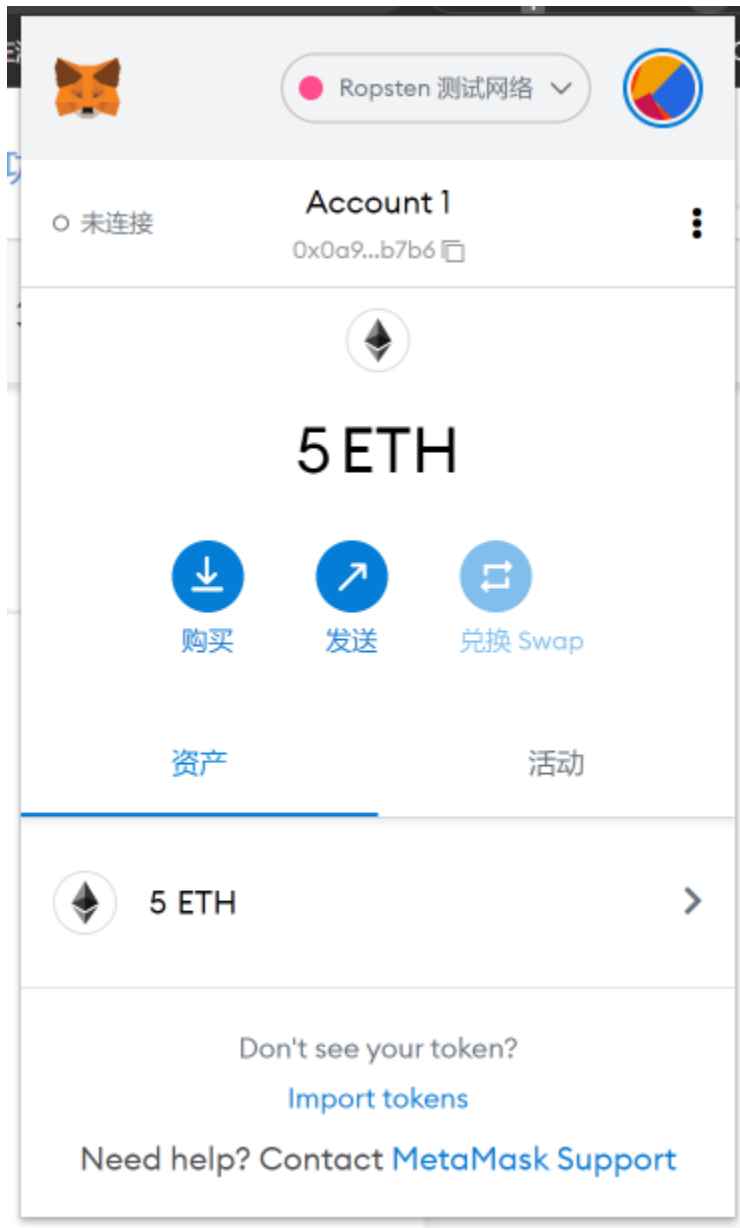 Ropsten 测试网络
未连接
Account 1
0x0a9...b7b6
5 ETH
购买
发送
兑换 Swap
资产
活动
5 ETH
Don't see your token?
Import tokens
Need help? Contact MetaMask Support